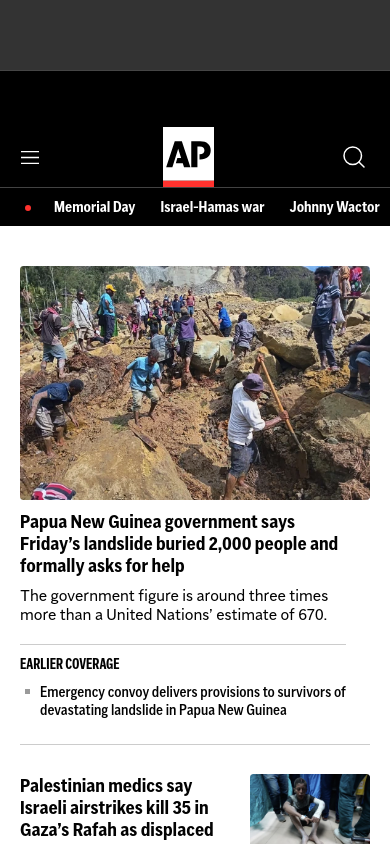 AP
Memorial Day Israel-Hamas war Johnny Wactor
Papua New Guinea government says
Friday’s landslide buried 2,000 people and
formally asks for help
The government figure is around three times
more than a United Nations’ estimate of 670.
EARLIER COVERAGE
Emergency convoy delivers provisions to survivors of
devastating landslide in Papua New Guinea
Palestinian medics say
Israeli airstrikes kill 35 in
Gaza’s Rafah as displaced